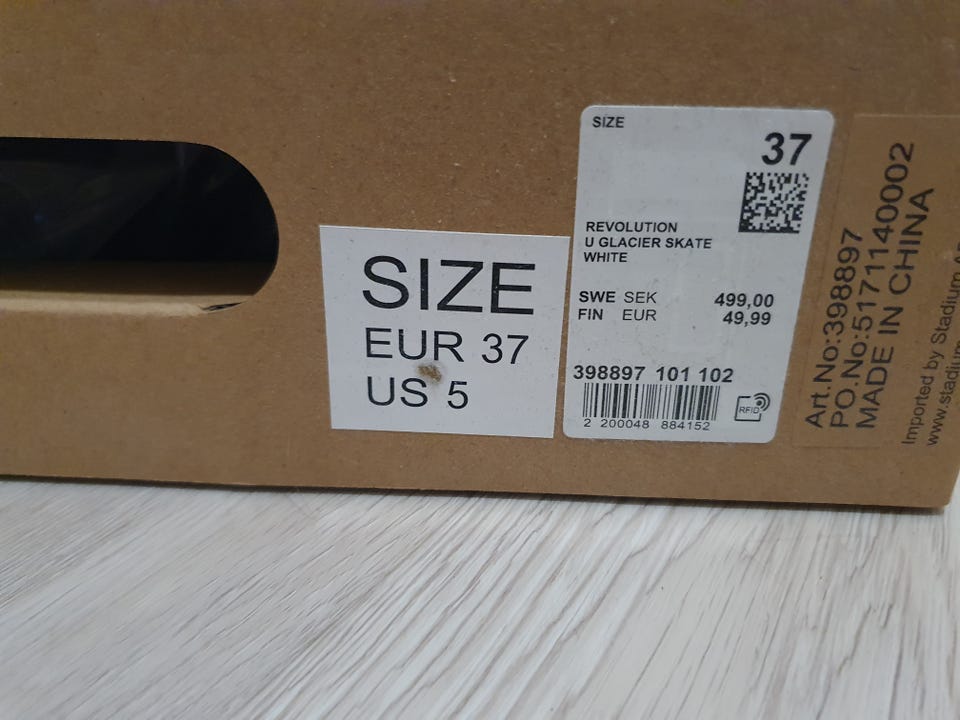 SIZE
EUR 37
US 5
SIZE
37
REVOLUTION
U GLACIER SKATE
WHITE
SWE SEK 499,00
FIN EUR 49,99
398897 101 102
RFID
2 200048 884152
Art.No:398897
PO.No:5171140002
MADE IN CHINA
Imported by Stadium
www.stadium